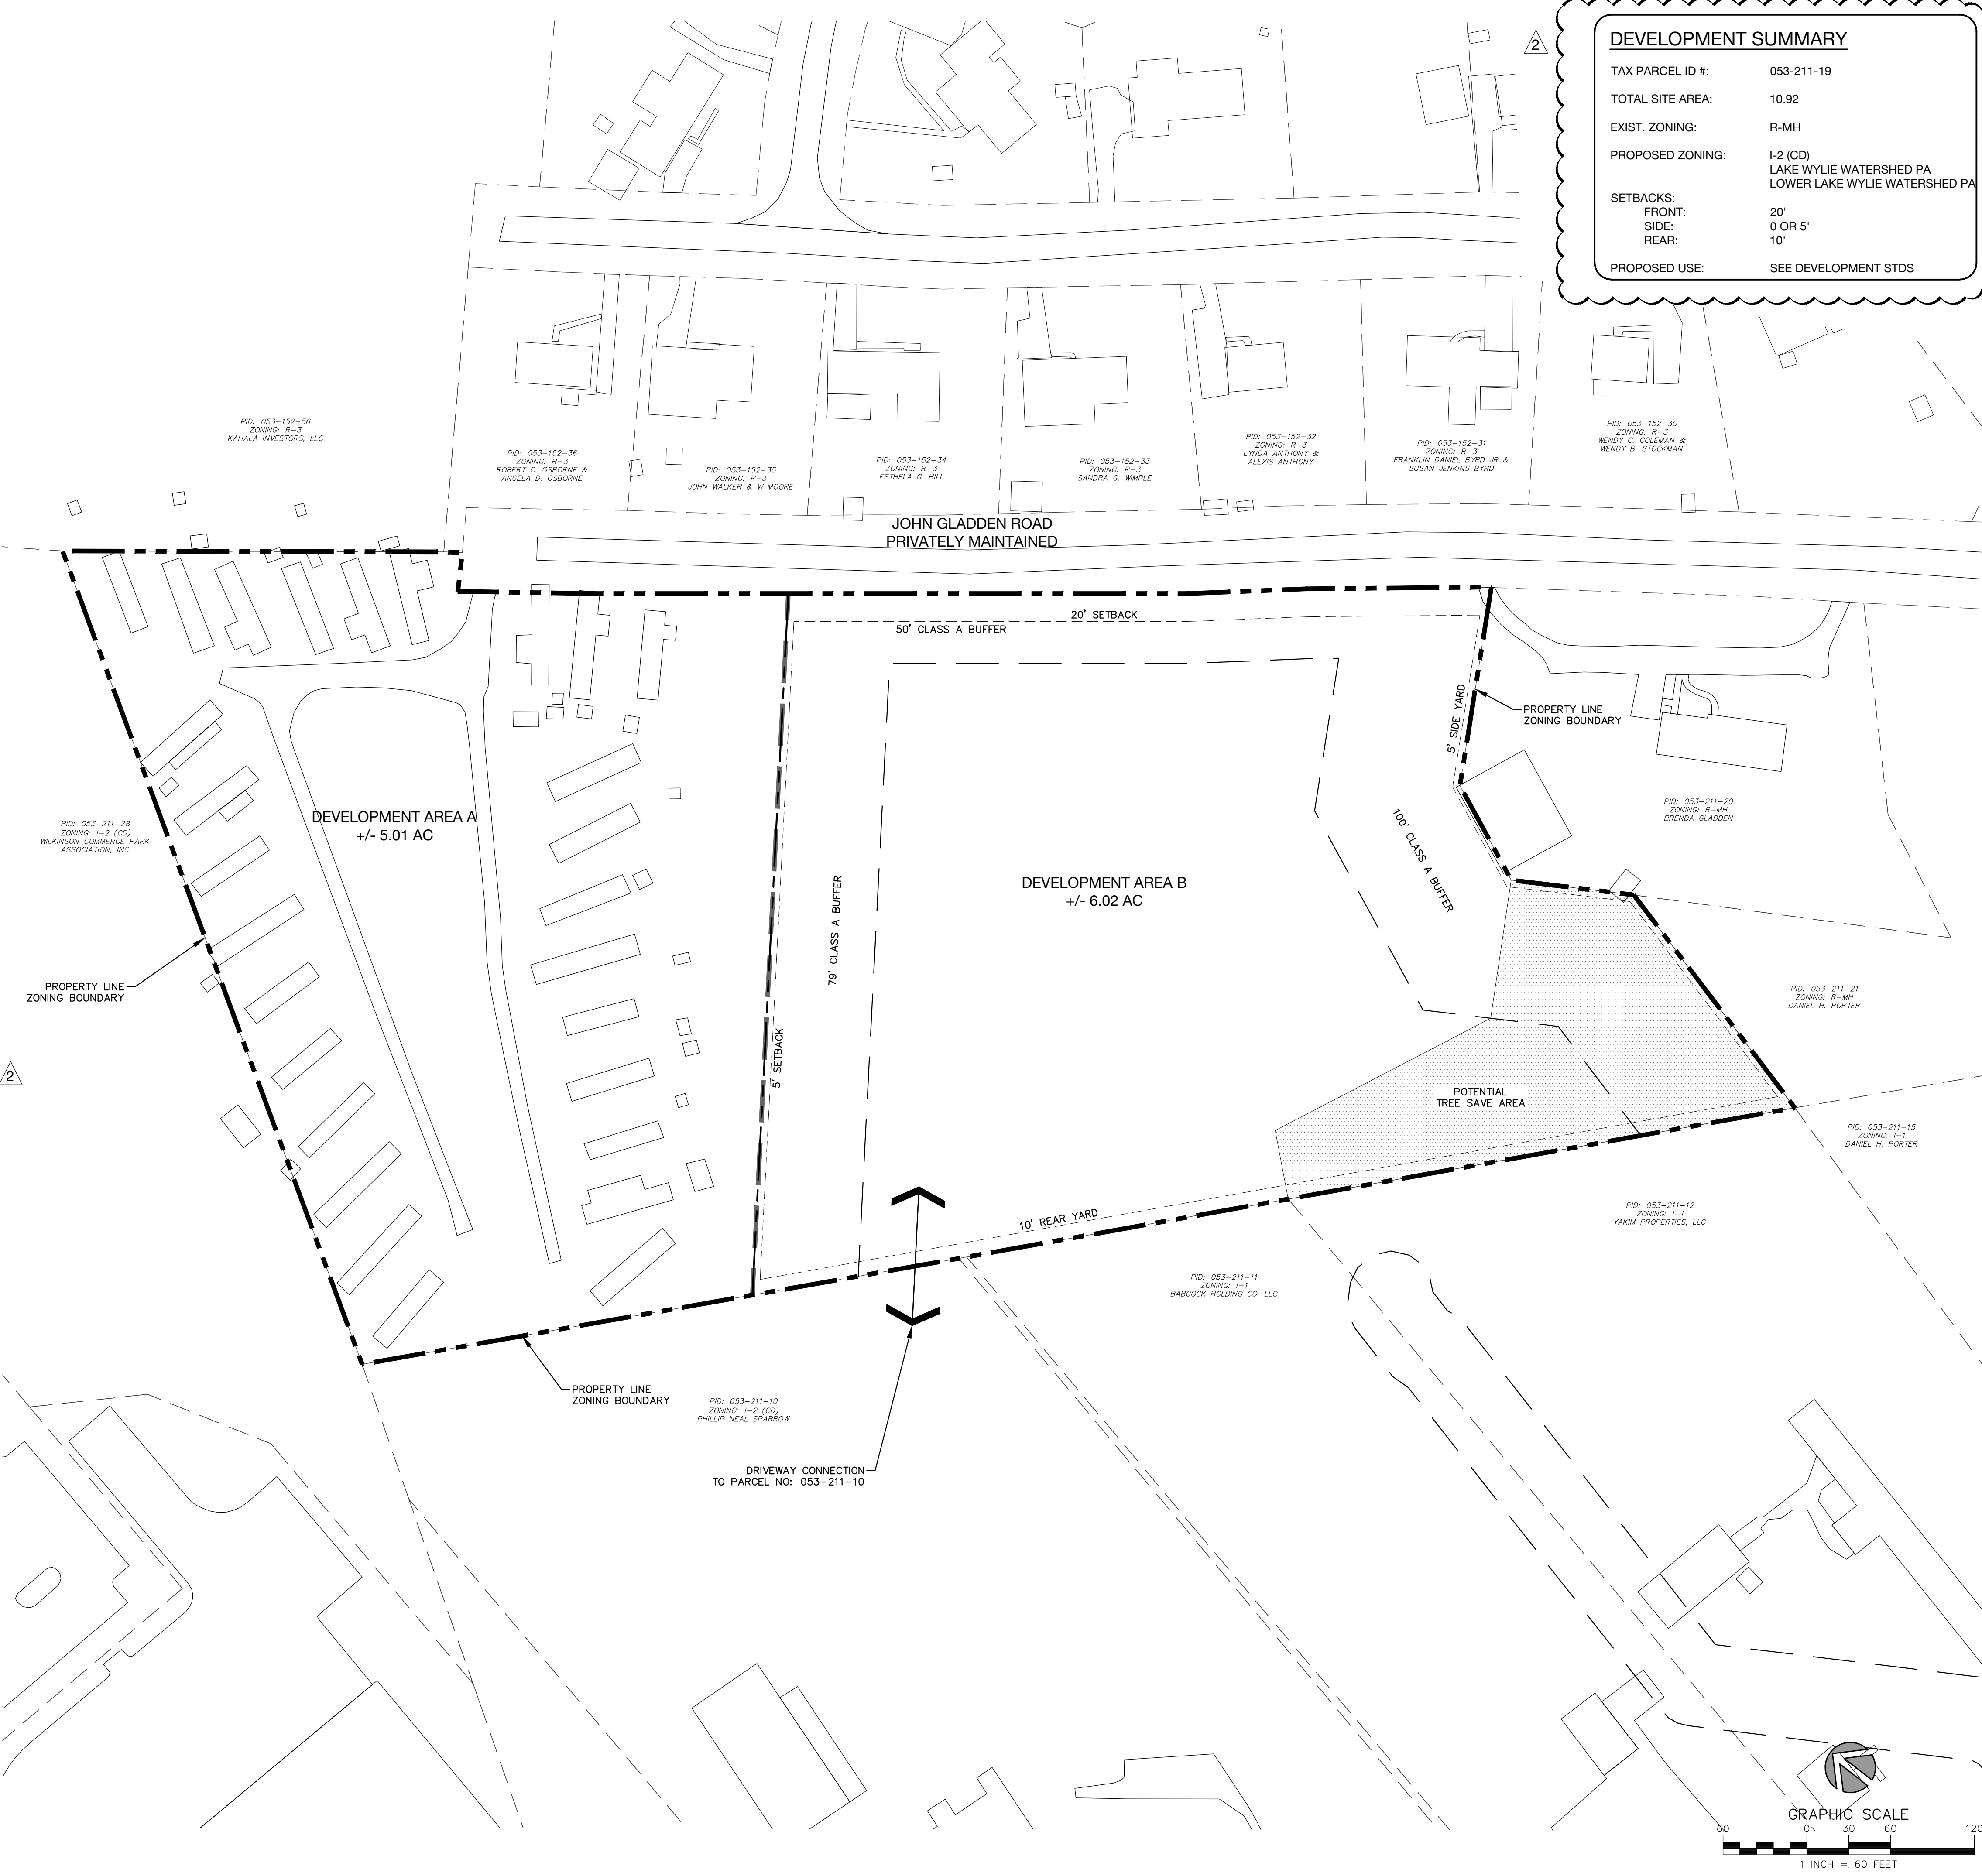 2
DEVELOPMENT SUMMARY
TAX PARCEL ID #: 053-211-19
TOTAL SITE AREA: 10.92
EXIST. ZONING: R-MH
PROPOSED ZONING: I-2 (CD)
LAKE WYLIE WATERSHED PA
LOWER LAKE WYLIE WATERSHED PA
SETBACKS:
FRONT: 20'
SIDE: 0 OR 5'
REAR: 10'
PROPOSED USE: SEE DEVELOPMENT STDS
PID: 053-152-56
ZONING: R-3
KAHALA INVESTORS, LLC
PID: 053-152-36
ZONING: R-3
ROBERT C. OSBORNE &
ANGELA D. OSBORNE
PID: 053-152-35
ZONING: R-3
JOHN WALKER & W MOORE
PID: 053-152-34
ZONING: R-3
ESTHELA G. HILL
PID: 053-152-33
ZONING: R-3
SANDRA G. WIMPLE
PID: 053-152-32
ZONING: R-3
LYNDA ANTHONY &
ALEXIS ANTHONY
PID: 053-152-31
ZONING: R-3
FRANKLIN DANIEL BYRD JR &
SUSAN JENKINS BYRD
PID: 053-152-30
ZONING: R-3
WENDY G. COLEMAN &
WENDY B. STOCKMAN
JOHN GLADDEN ROAD
PRIVATELY MAINTAINED
20' SETBACK
50' CLASS A BUFFER
5' SIDE YARD
PROPERTY LINE
ZONING BOUNDARY
100' CLASS A BUFFER
PID: 053-211-20
ZONING: R-MH
BRENDA GLADDEN
PID: 053-211-28
ZONING: I-2 (CD)
WILKINSON COMMERCE PARK
ASSOCIATION, INC.
DEVELOPMENT AREA A
+/- 5.01 AC
79' CLASS A BUFFER
DEVELOPMENT AREA B
+/- 6.02 AC
PROPERTY LINE
ZONING BOUNDARY
PID: 053-211-21
ZONING: R-MH
DANIEL H. PORTER
2
5' SETBACK
POTENTIAL
TREE SAVE AREA
PID: 053-211-15
ZONING: I-1
DANIEL H. PORTER
10' REAR YARD
PID: 053-211-12
ZONING: I-1
YAKIM PROPERTIES, LLC
PID: 053-211-11
ZONING: I-1
BABCOCK HOLDING CO. LLC
PROPERTY LINE
ZONING BOUNDARY
PID: 053-211-10
ZONING: I-2 (CD)
PHILLIP NEAL SPARROW
DRIVEWAY CONNECTION
TO PARCEL NO: 053-211-10
GRAPHIC SCALE
60 0 30 60 120
1 INCH = 60 FEET